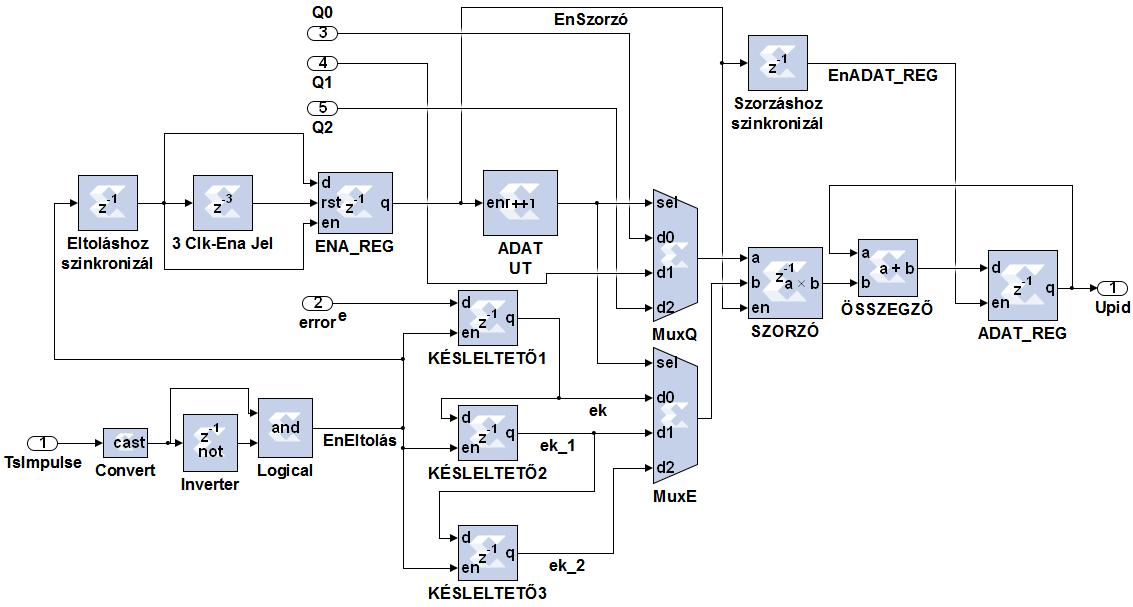 Q0
3
EnSzorzó
4
Q1
z-1
EnADAT_REG
Szorzáshoz
szinkronizál
5
Q2
z-1
Eltoláshoz
szinkronizál
z-3
3 Clk-Ena Jel
d
rst z-1 q
en
ENA_REG
en
++
ADAT
UT
sel
d0
d1
d2
MuxQ
a
b z-1 a × b
en
SZORZÓ
a
b a + b
ÖSSZEGZŐ
d
z-1 q
en
ADAT_REG
1
Upid
2
error
e
d
z-1 q
en
KÉSLELTETŐ1
sel
d0
d1
d2
MuxE
ek
d
z-1 q
en
KÉSLELTETŐ2
ek_1
1
TsImpulse
cast
Convert
z-1
not
Inverter
and
Logical
EnEltolás
d
z-1 q
en
KÉSLELTETŐ3
ek_2